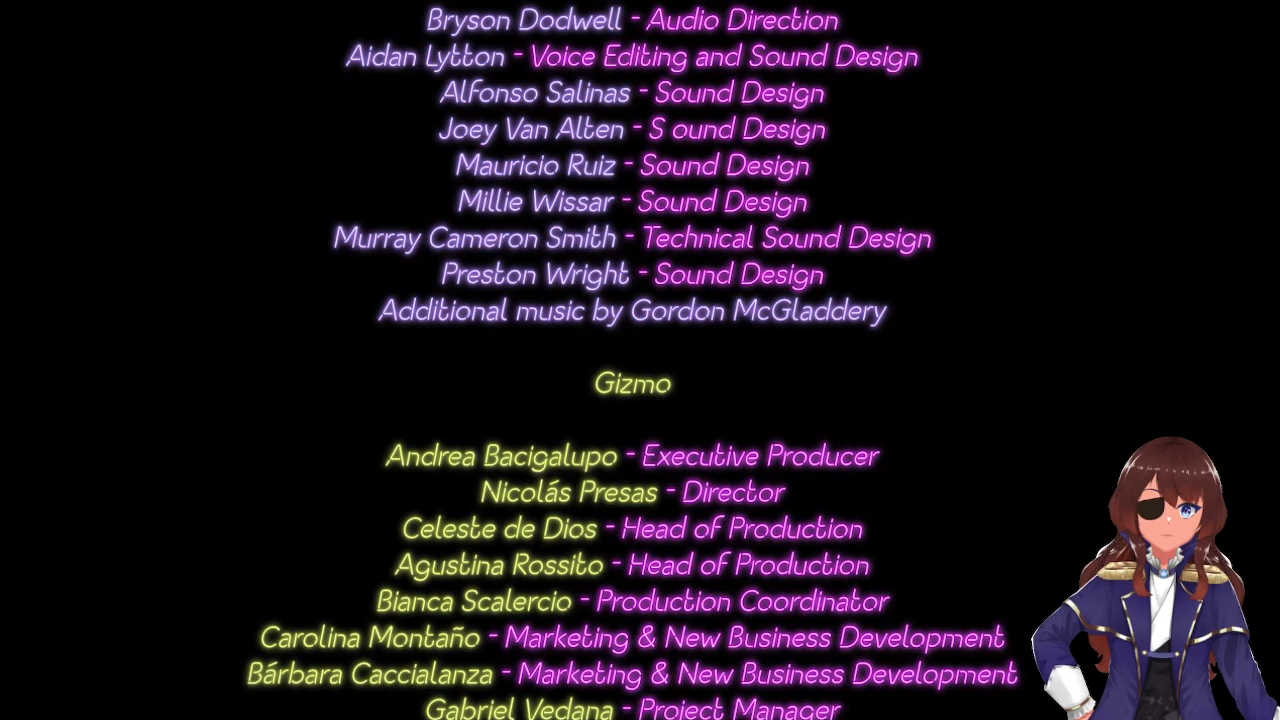 Bryson Dodwell - Audio Direction
Aidan Lytton - Voice Editing and Sound Design
Alfonso Salinas - Sound Design
Joey Van Alten - S ound Design
Mauricio Ruiz - Sound Design
Millie Wissar - Sound Design
Murray Cameron Smith - Technical Sound Design
Preston Wright - Sound Design
Additional music by Gordon McGladdery
Gizmo
Andrea Bacigalupo - Executive Producer
Nicolás Presas - Director
Celeste de Dios - Head of Production
Agustina Rossito - Head of Production
Bianca Scalercio - Production Coordinator
Carolina Montaño - Marketing & New Business Development
Bárbara Caccialanza - Marketing & New Business Development
Gabriel Vedana - Project Manager